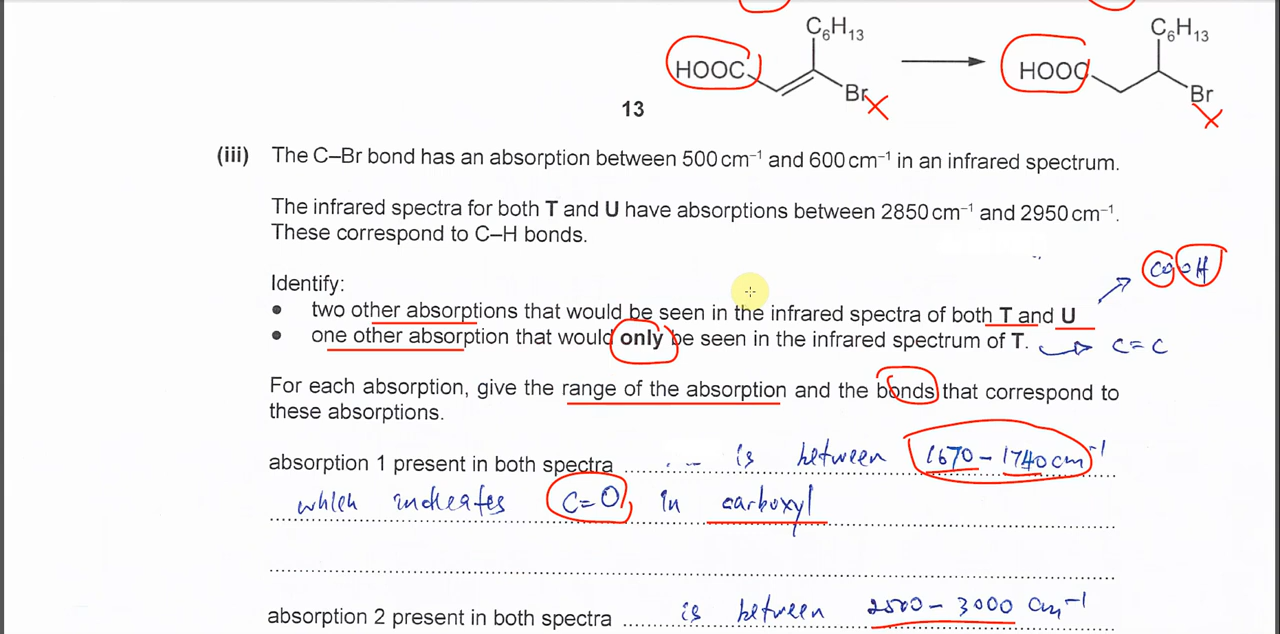 C6H13 C6H13
HOOC HOOC
Br Br
13
(iii) The C–Br bond has an absorption between 500 cm⁻¹ and 600 cm⁻¹ in an infrared spectrum.
The infrared spectra for both T and U have absorptions between 2850 cm⁻¹ and 2950 cm⁻¹.
These correspond to C–H bonds.
COOH
Identify:
• two other absorptions that would be seen in the infrared spectra of both T and U
• one other absorption that would only be seen in the infrared spectrum of T. → C=C
For each absorption, give the range of the absorption and the bonds that correspond to
these absorptions.
absorption 1 present in both spectra is between 1670 – 1740 cm⁻¹
which indicates C=O in carboxyl
absorption 2 present in both spectra is between 2500 – 3000 cm⁻¹